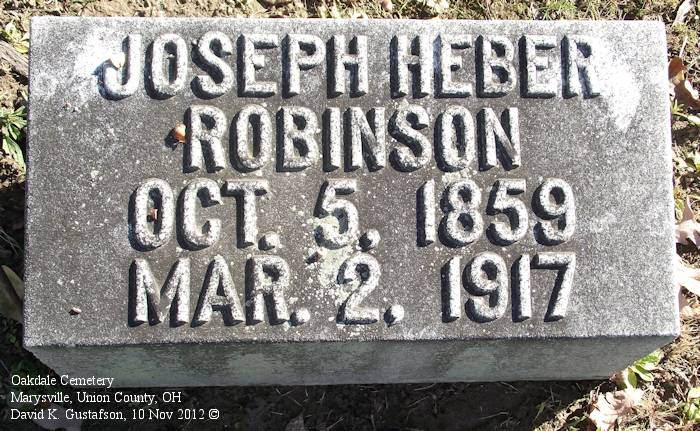 JOSEPH HEBER
ROBINSON
OCT. 5. 1859
MAR. 2. 1917
Oakdale Cemetery
Marysville, Union County, OH
David K. Gustafson, 10 Nov 2012 ©